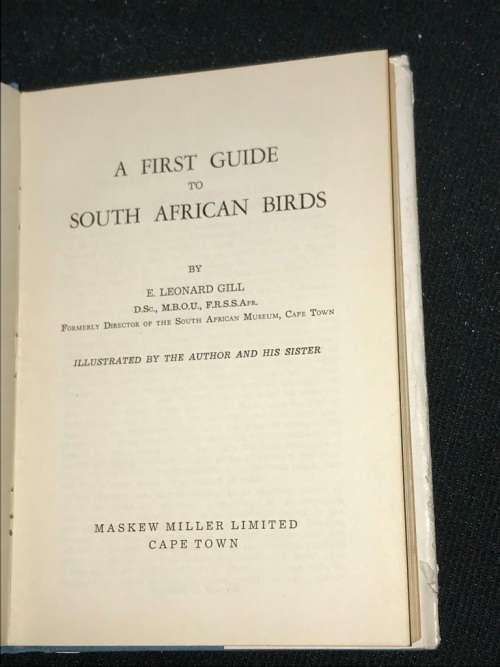 A FIRST GUIDE
TO
SOUTH AFRICAN BIRDS
BY
E. LEONARD GILL
D.Sc., M.B.O.U., F.R.S.S.Afr.
Formerly Director of the South African Museum, Cape Town
ILLUSTRATED BY THE AUTHOR AND HIS SISTER
MASKEW MILLER LIMITED
CAPE TOWN